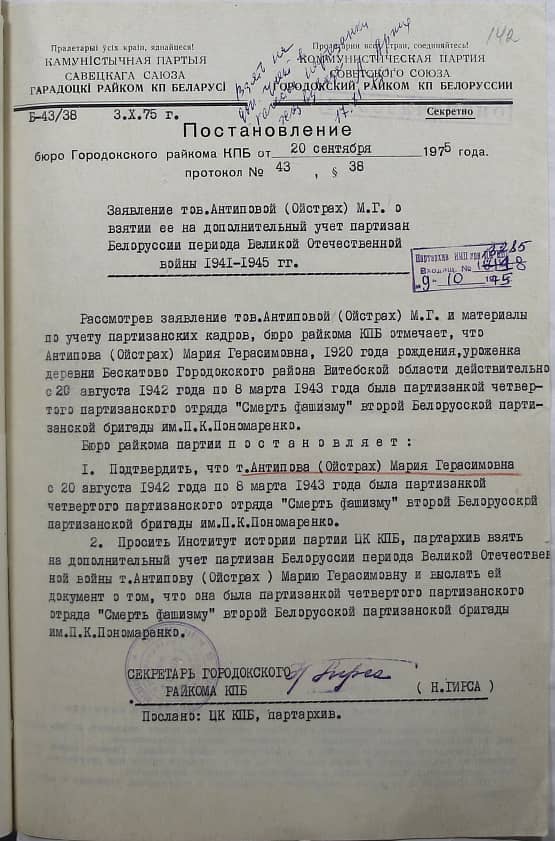 142
Пралетарыі ўсіх краін, яднайцеся!
КАМУНІСТЫЧНАЯ ПАРТЫЯ
САВЕЦКАГА САЮЗА
ГАРАДОЦКІ РАЙКОМ КП БЕЛАРУСІ
Пролетарии всех стран, соединяйтесь!
КОММУНИСТИЧЕСКАЯ ПАРТИЯ
СОВЕТСКОГО СОЮЗА
ГОРОДОКСКИЙ РАЙКОМ КП БЕЛОРУССИИ
Взять на
Б-43/38 3.X.75 г.
Секретно
Постановление
бюро Городокского райкома КПБ от 20 сентября 1975 года.
протокол № 43 , § 38
Заявление тов.Антиповой (Ойстрах) М.Г. о
взятии ее на дополнительный учет партизан
Белоруссии периода Великой Отечественной
войны 1941-1945 гг.
Партархив ИИП при ЦК КПБ
Входящ. №
"9" 10 1975
Рассмотрев заявление тов.Антиповой (Ойстрах) М.Г. и материалы
по учету партизанских кадров, бюро райкома КПБ отмечает, что
Антипова (Ойстрах) Мария Герасимовна, 1920 года рождения,уроженка
деревни Бескатово Городокского района Витебской области действительно
с 20 августа 1942 года по 8 марта 1943 года была партизанкой четвер-
того партизанского отряда "Смерть фашизму" второй Белорусской парти-
занской бригады им.П.К.Пономаренко.
Бюро райкома партии п о с т а н о в л я е т :
1. Подтвердить, что т.Антипова (Ойстрах) Мария Герасимовна
с 20 августа 1942 года по 8 марта 1943 года была партизанкой
четвертого партизанского отряда "Смерть фашизму" второй Белорусской
партизанской бригады им.П.К.Пономаренко.
2. Просить Институт истории партии ЦК КПБ, партархив взять
на дополнительный учет партизан Белоруссии периода Великой Отечествен
ной войны т.Антипову (Ойстрах ) Марию Герасимовну и выслать ей
документ о том, что она была партизанкой четвертого партизанского
отряда "Смерть фашизму" второй Белорусской партизанской бригады
им.П.К.Пономаренко.
СЕКРЕТАРЬ ГОРОДОКСКОГО
РАЙКОМА КПБ ( Н.ГИРСА )
Послано: ЦК КПБ, партархив.